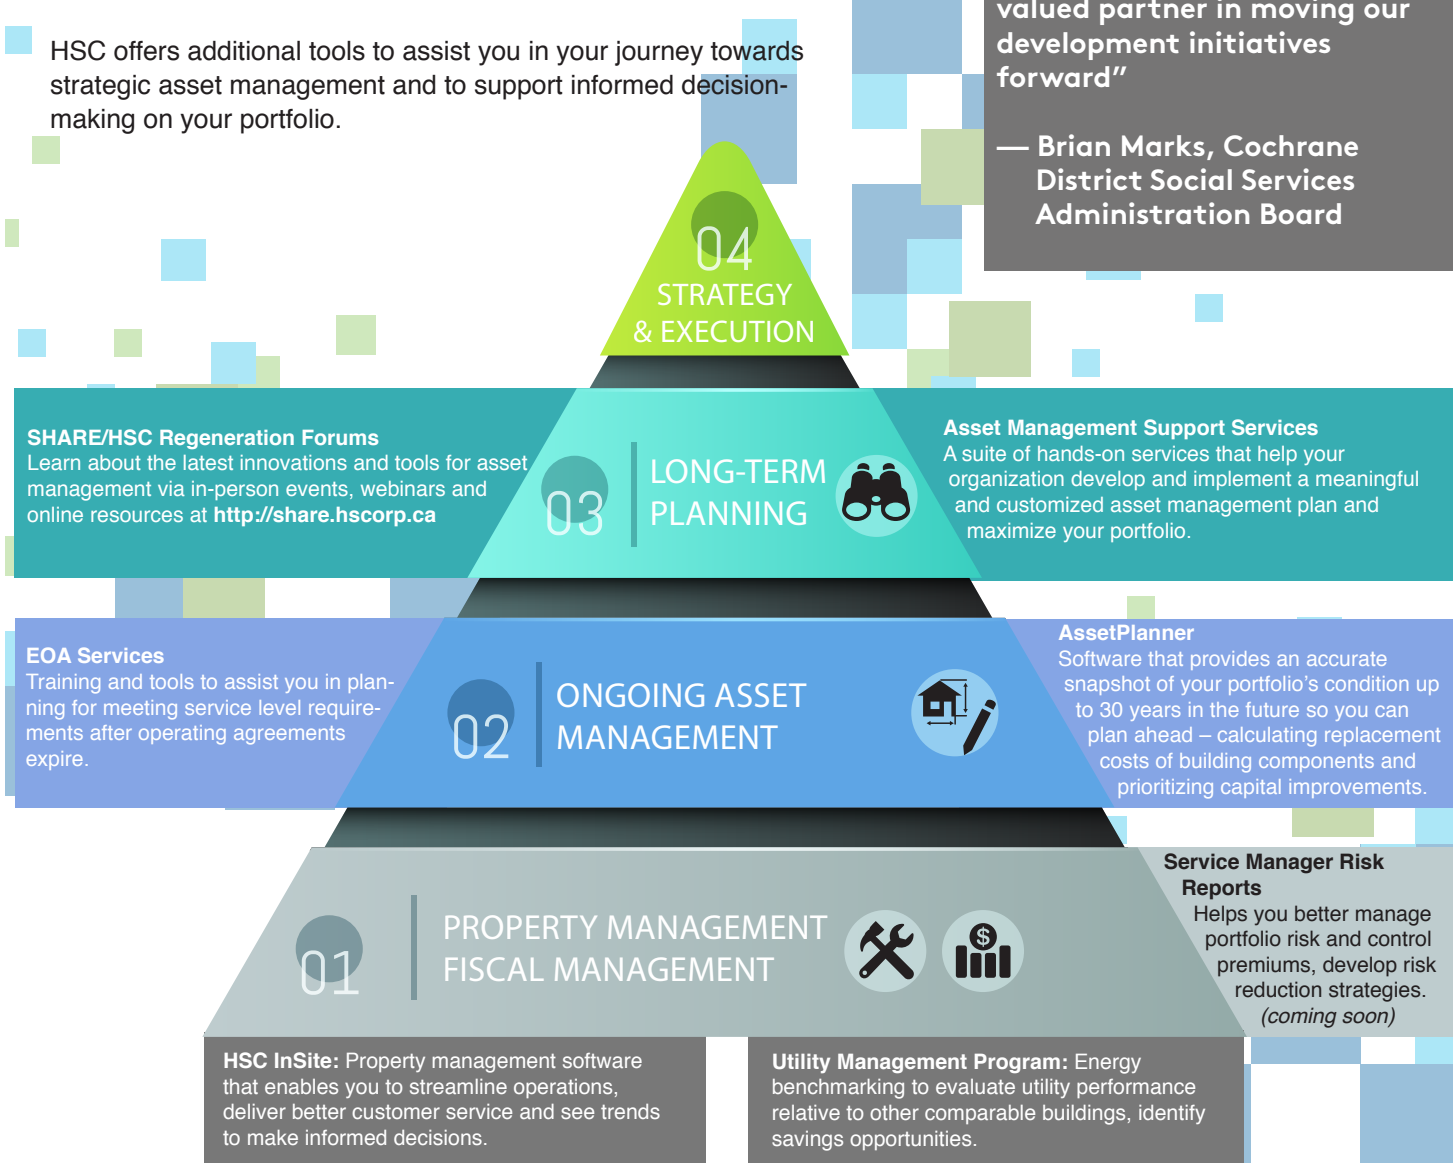 HSC offers additional tools to assist you in your journey towards
strategic asset management and to support informed decision-
making on your portfolio.
valued partner in moving our
development initiatives
forward”
— Brian Marks, Cochrane
District Social Services
Administration Board
04
STRATEGY
& EXECUTION
SHARE/HSC Regeneration Forums
Learn about the latest innovations and tools for asset
management via in-person events, webinars and
online resources at http://share.hscorp.ca
03
LONG-TERM
PLANNING
Asset Management Support Services
A suite of hands-on services that help your
organization develop and implement a meaningful
and customized asset management plan and
maximize your portfolio.
EOA Services
Training and tools to assist you in plan-
ning for meeting service level require-
ments after operating agreements
expire.
02
ONGOING ASSET
MANAGEMENT
AssetPlanner
Software that provides an accurate
snapshot of your portfolio’s condition up
to 30 years in the future so you can
plan ahead – calculating replacement
costs of building components and
prioritizing capital improvements.
01
PROPERTY MANAGEMENT
FISCAL MANAGEMENT
$
Service Manager Risk
Reports
Helps you better manage
portfolio risk and control
premiums, develop risk
reduction strategies.
(coming soon)
HSC InSite: Property management software
that enables you to streamline operations,
deliver better customer service and see trends
to make informed decisions.
Utility Management Program: Energy
benchmarking to evaluate utility performance
relative to other comparable buildings, identify
savings opportunities.